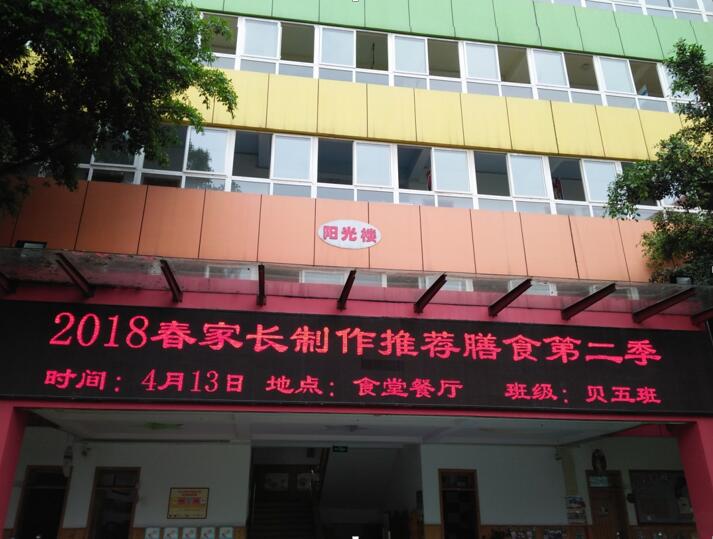 阳光楼
2018春家长制作推荐膳食第二季
时间：4月13日 地点：食堂餐厅 班级：贝五班